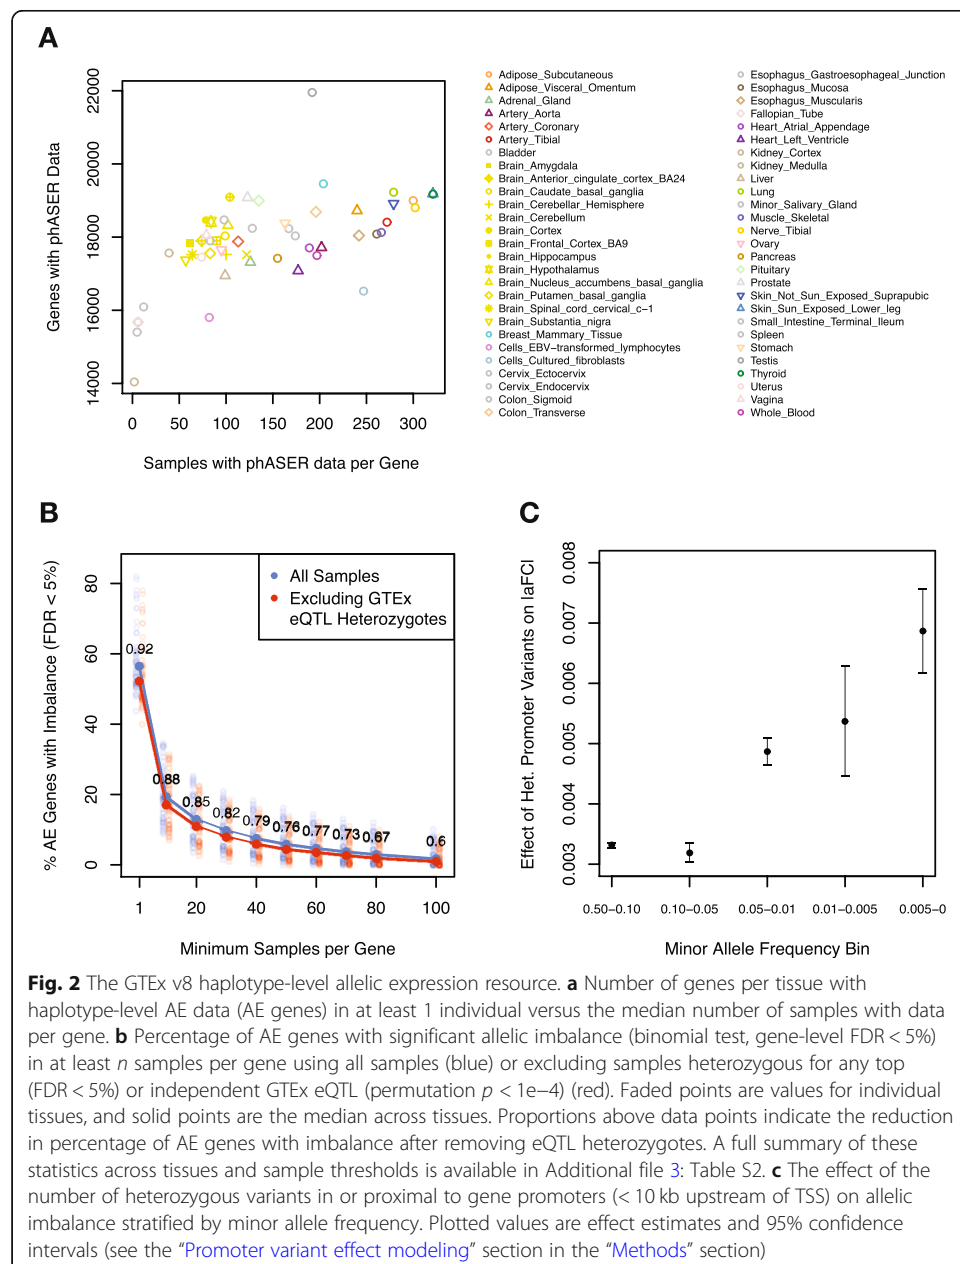 A
Genes with phASER Data
22000
20000
18000
16000
14000
0 50 100 150 200 250 300
Samples with phASER data per Gene
Adipose_Subcutaneous
Adipose_Visceral_Omentum
Adrenal_Gland
Artery_Aorta
Artery_Coronary
Artery_Tibial
Bladder
Brain_Amygdala
Brain_Anterior_cingulate_cortex_BA24
Brain_Caudate_basal_ganglia
Brain_Cerebellar_Hemisphere
Brain_Cerebellum
Brain_Cortex
Brain_Frontal_Cortex_BA9
Brain_Hippocampus
Brain_Hypothalamus
Brain_Nucleus_accumbens_basal_ganglia
Brain_Putamen_basal_ganglia
Brain_Spinal_cord_cervical_c−1
Brain_Substantia_nigra
Breast_Mammary_Tissue
Cells_EBV−transformed_lymphocytes
Cells_Cultured_fibroblasts
Cervix_Ectocervix
Cervix_Endocervix
Colon_Sigmoid
Colon_Transverse
Esophagus_Gastroesophageal_Junction
Esophagus_Mucosa
Esophagus_Muscularis
Fallopian_Tube
Heart_Atrial_Appendage
Heart_Left_Ventricle
Kidney_Cortex
Kidney_Medulla
Liver
Lung
Minor_Salivary_Gland
Muscle_Skeletal
Nerve_Tibial
Ovary
Pancreas
Pituitary
Prostate
Skin_Not_Sun_Exposed_Suprapubic
Skin_Sun_Exposed_Lower_leg
Small_Intestine_Terminal_Ileum
Spleen
Stomach
Testis
Thyroid
Uterus
Vagina
Whole_Blood
B
% AE Genes with Imbalance (FDR < 5%)
80
60
40
20
0
All Samples
Excluding GTEx
eQTL Heterozygotes
0.92
0.88
0.85
0.82
0.79
0.76
0.77
0.73
0.67
0.6
1 20 40 60 80 100
Minimum Samples per Gene
C
Effect of Het. Promoter Variants on |aFC|
0.008
0.007
0.006
0.005
0.004
0.003
0.50−0.10 0.10−0.05 0.05−0.01 0.01−0.005 0.005−0
Minor Allele Frequency Bin
Fig. 2 The GTEx v8 haplotype-level allelic expression resource. a Number of genes per tissue with
haplotype-level AE data (AE genes) in at least 1 individual versus the median number of samples with data
per gene. b Percentage of AE genes with significant allelic imbalance (binomial test, gene-level FDR < 5%)
in at least n samples per gene using all samples (blue) or excluding samples heterozygous for any top
(FDR < 5%) or independent GTEx eQTL (permutation p < 1e−4) (red). Faded points are values for individual
tissues, and solid points are the median across tissues. Proportions above data points indicate the reduction
in percentage of AE genes with imbalance after removing eQTL heterozygotes. A full summary of these
statistics across tissues and sample thresholds is available in Additional file 3: Table S2. c The effect of the
number of heterozygous variants in or proximal to gene promoters (< 10 kb upstream of TSS) on allelic
imbalance stratified by minor allele frequency. Plotted values are effect estimates and 95% confidence
intervals (see the “Promoter variant effect modeling” section in the “Methods” section)